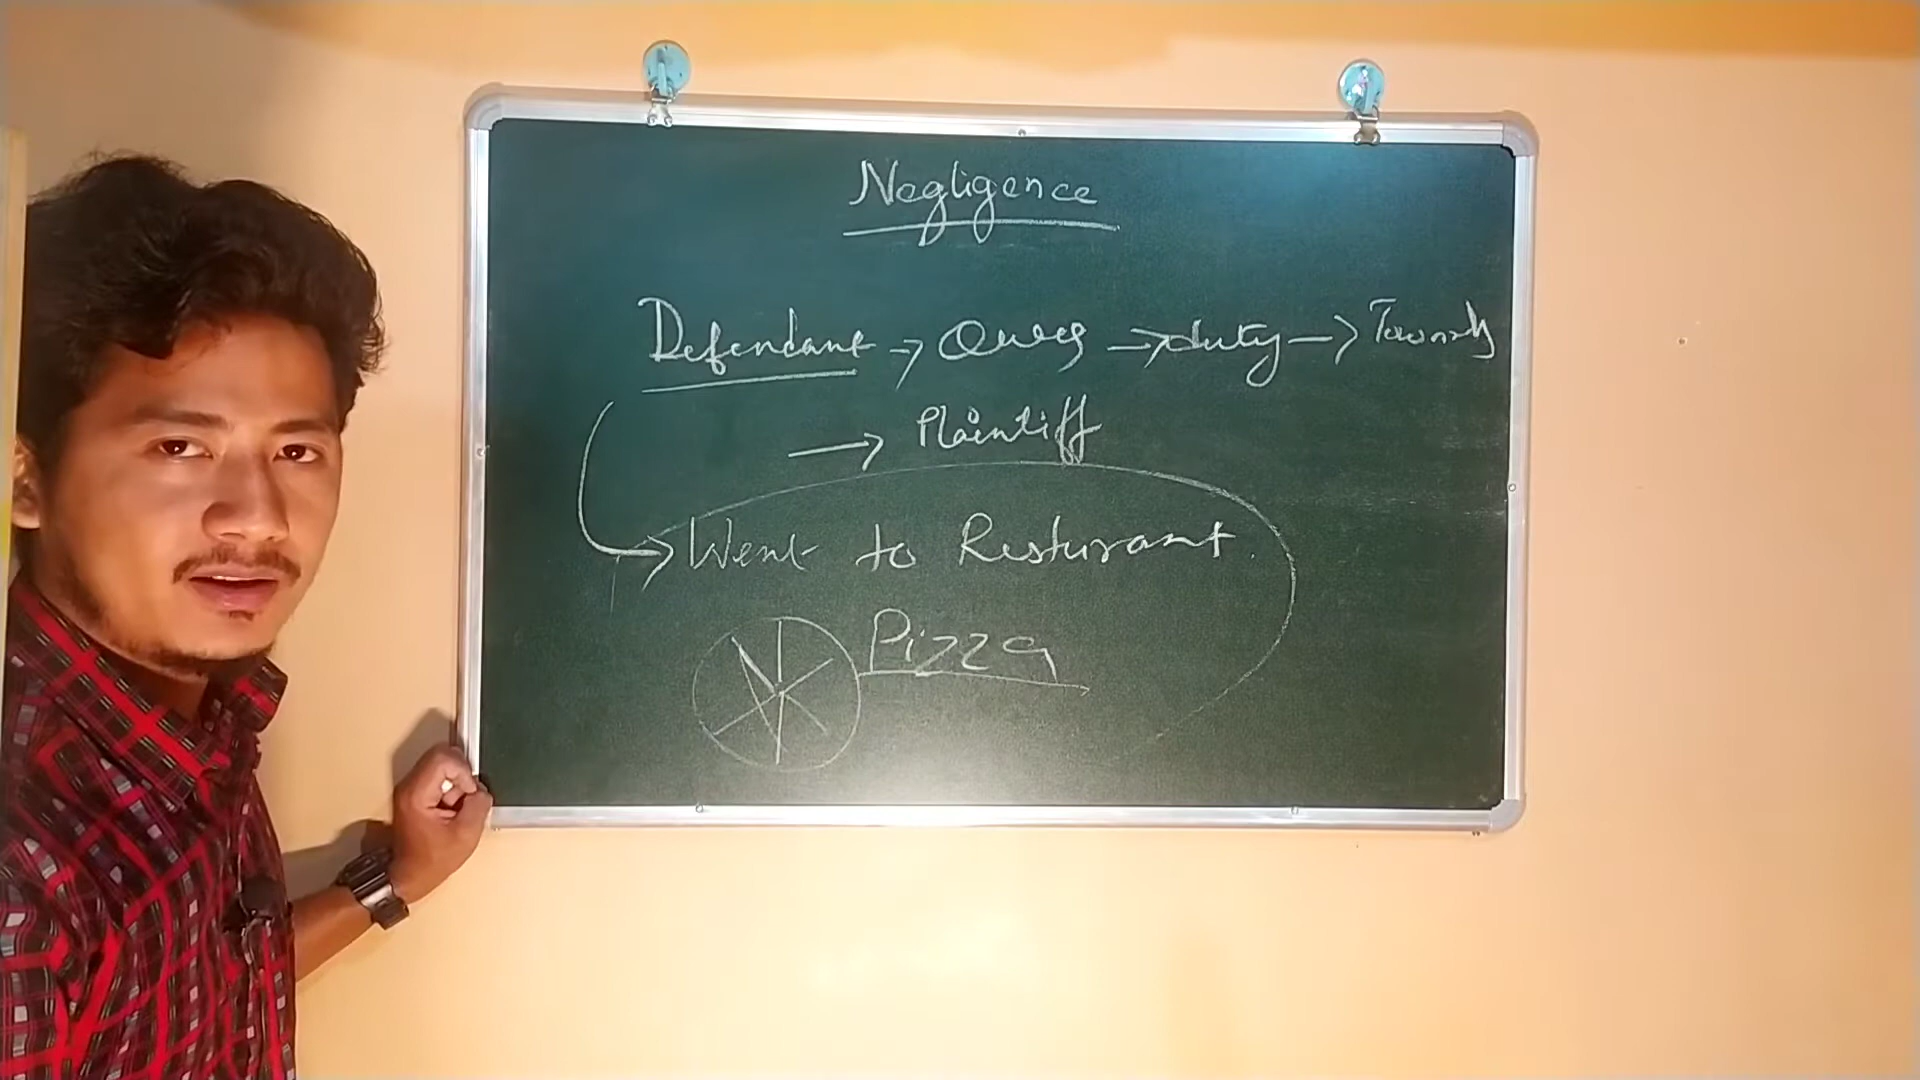 Negligence
Defendant → Owes → duty → Towards
→ Plaintiff
→ Went to Resturant.
Pizza